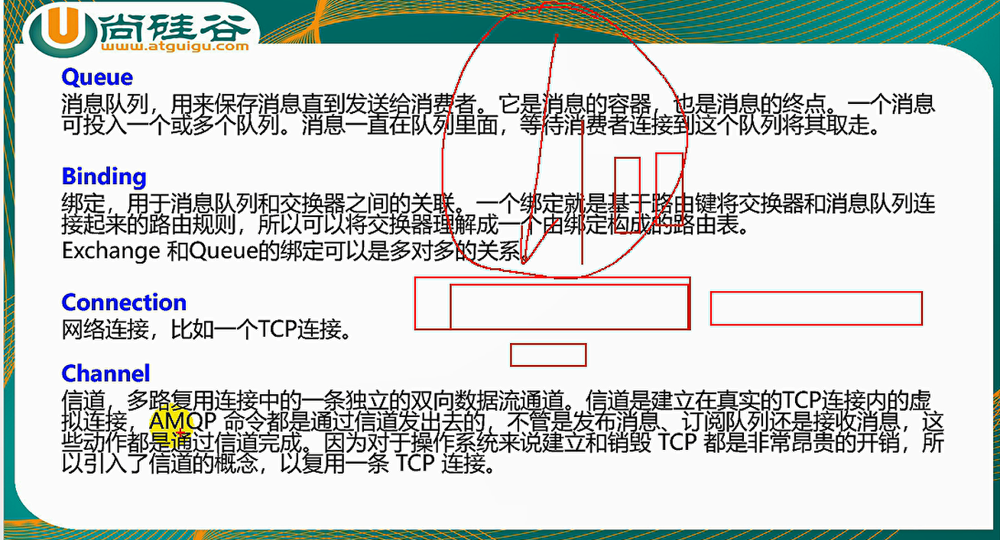 尚硅谷
www.atguigu.com
Queue
消息队列，用来保存消息直到发送给消费者。它是消息的容器，也是消息的终点。一个消息
可投入一个或多个队列。消息一直在队列里面，等待消费者连接到这个队列将其取走。
Binding
绑定，用于消息队列和交换器之间的关联。一个绑定就是基于路由键将交换器和消息队列连
接起来的路由规则，所以可以将交换器理解成一个由绑定构成的路由表。
Exchange 和Queue的绑定可以是多对多的关系。
Connection
网络连接，比如一个TCP连接。
Channel
信道，多路复用连接中的一条独立的双向数据流通道。信道是建立在真实的TCP连接内的虚
拟连接，AMQP 命令都是通过信道发出去的，不管是发布消息、订阅队列还是接收消息，这
些动作都是通过信道完成。因为对于操作系统来说建立和销毁 TCP 都是非常昂贵的开销，所
以引入了信道的概念，以复用一条 TCP 连接。